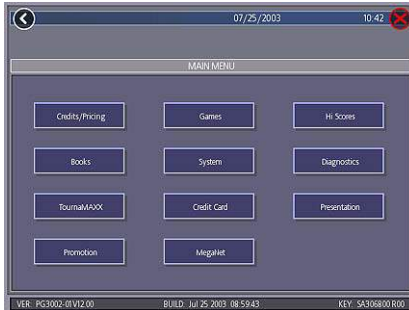 07/25/2003 10:42
MAIN MENU
Credits/Pricing Games Hi Scores
Books System Diagnostics
TournaMAXX Credit Card Presentation
Promotion MegaNet
VER: PG3002-01V12.00 BUILD: Jul 25 2003 08:59:43 KEY: SA306800 R00